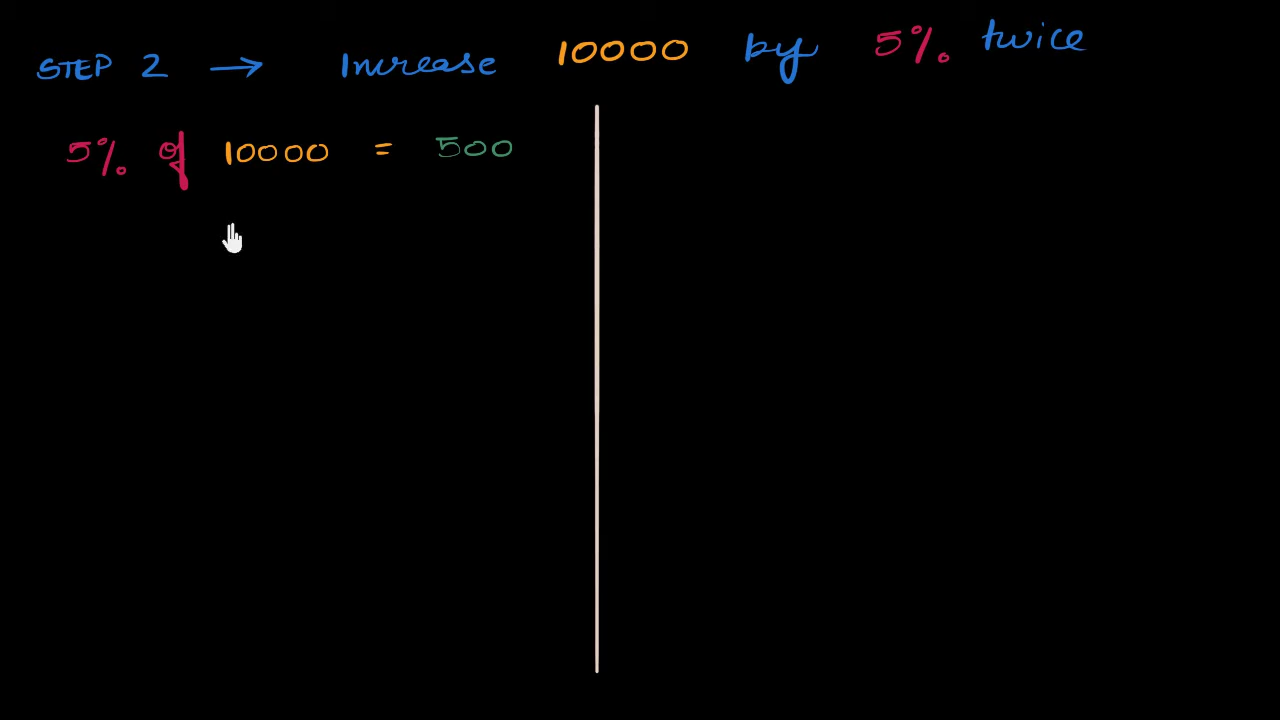 STEP 2 → Increase 10000 by 5% twice
5% of 10000 = 500